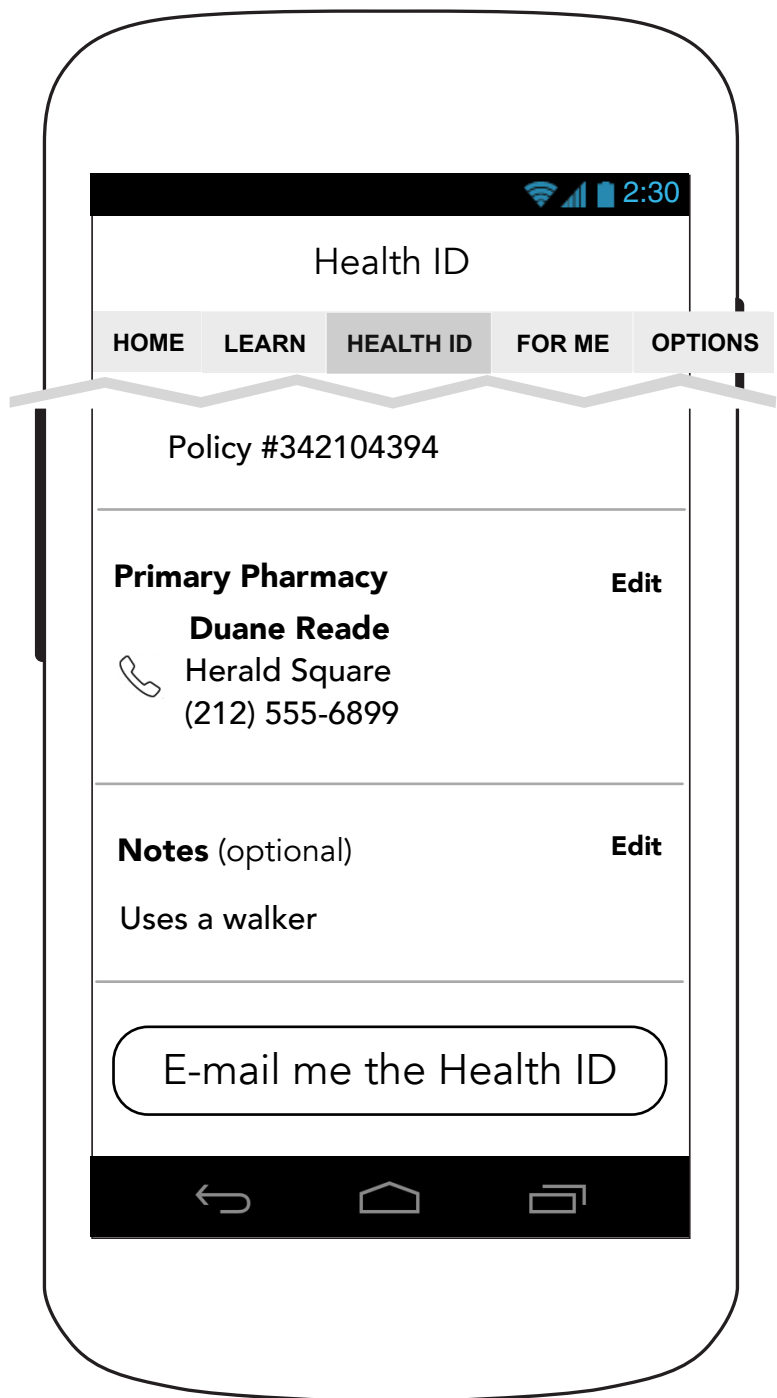 2:30
Health ID
HOME LEARN HEALTH ID FOR ME OPTIONS
Policy #342104394
Primary Pharmacy Edit
Duane Reade
Herald Square
(212) 555-6899
Notes (optional) Edit
Uses a walker
E-mail me the Health ID